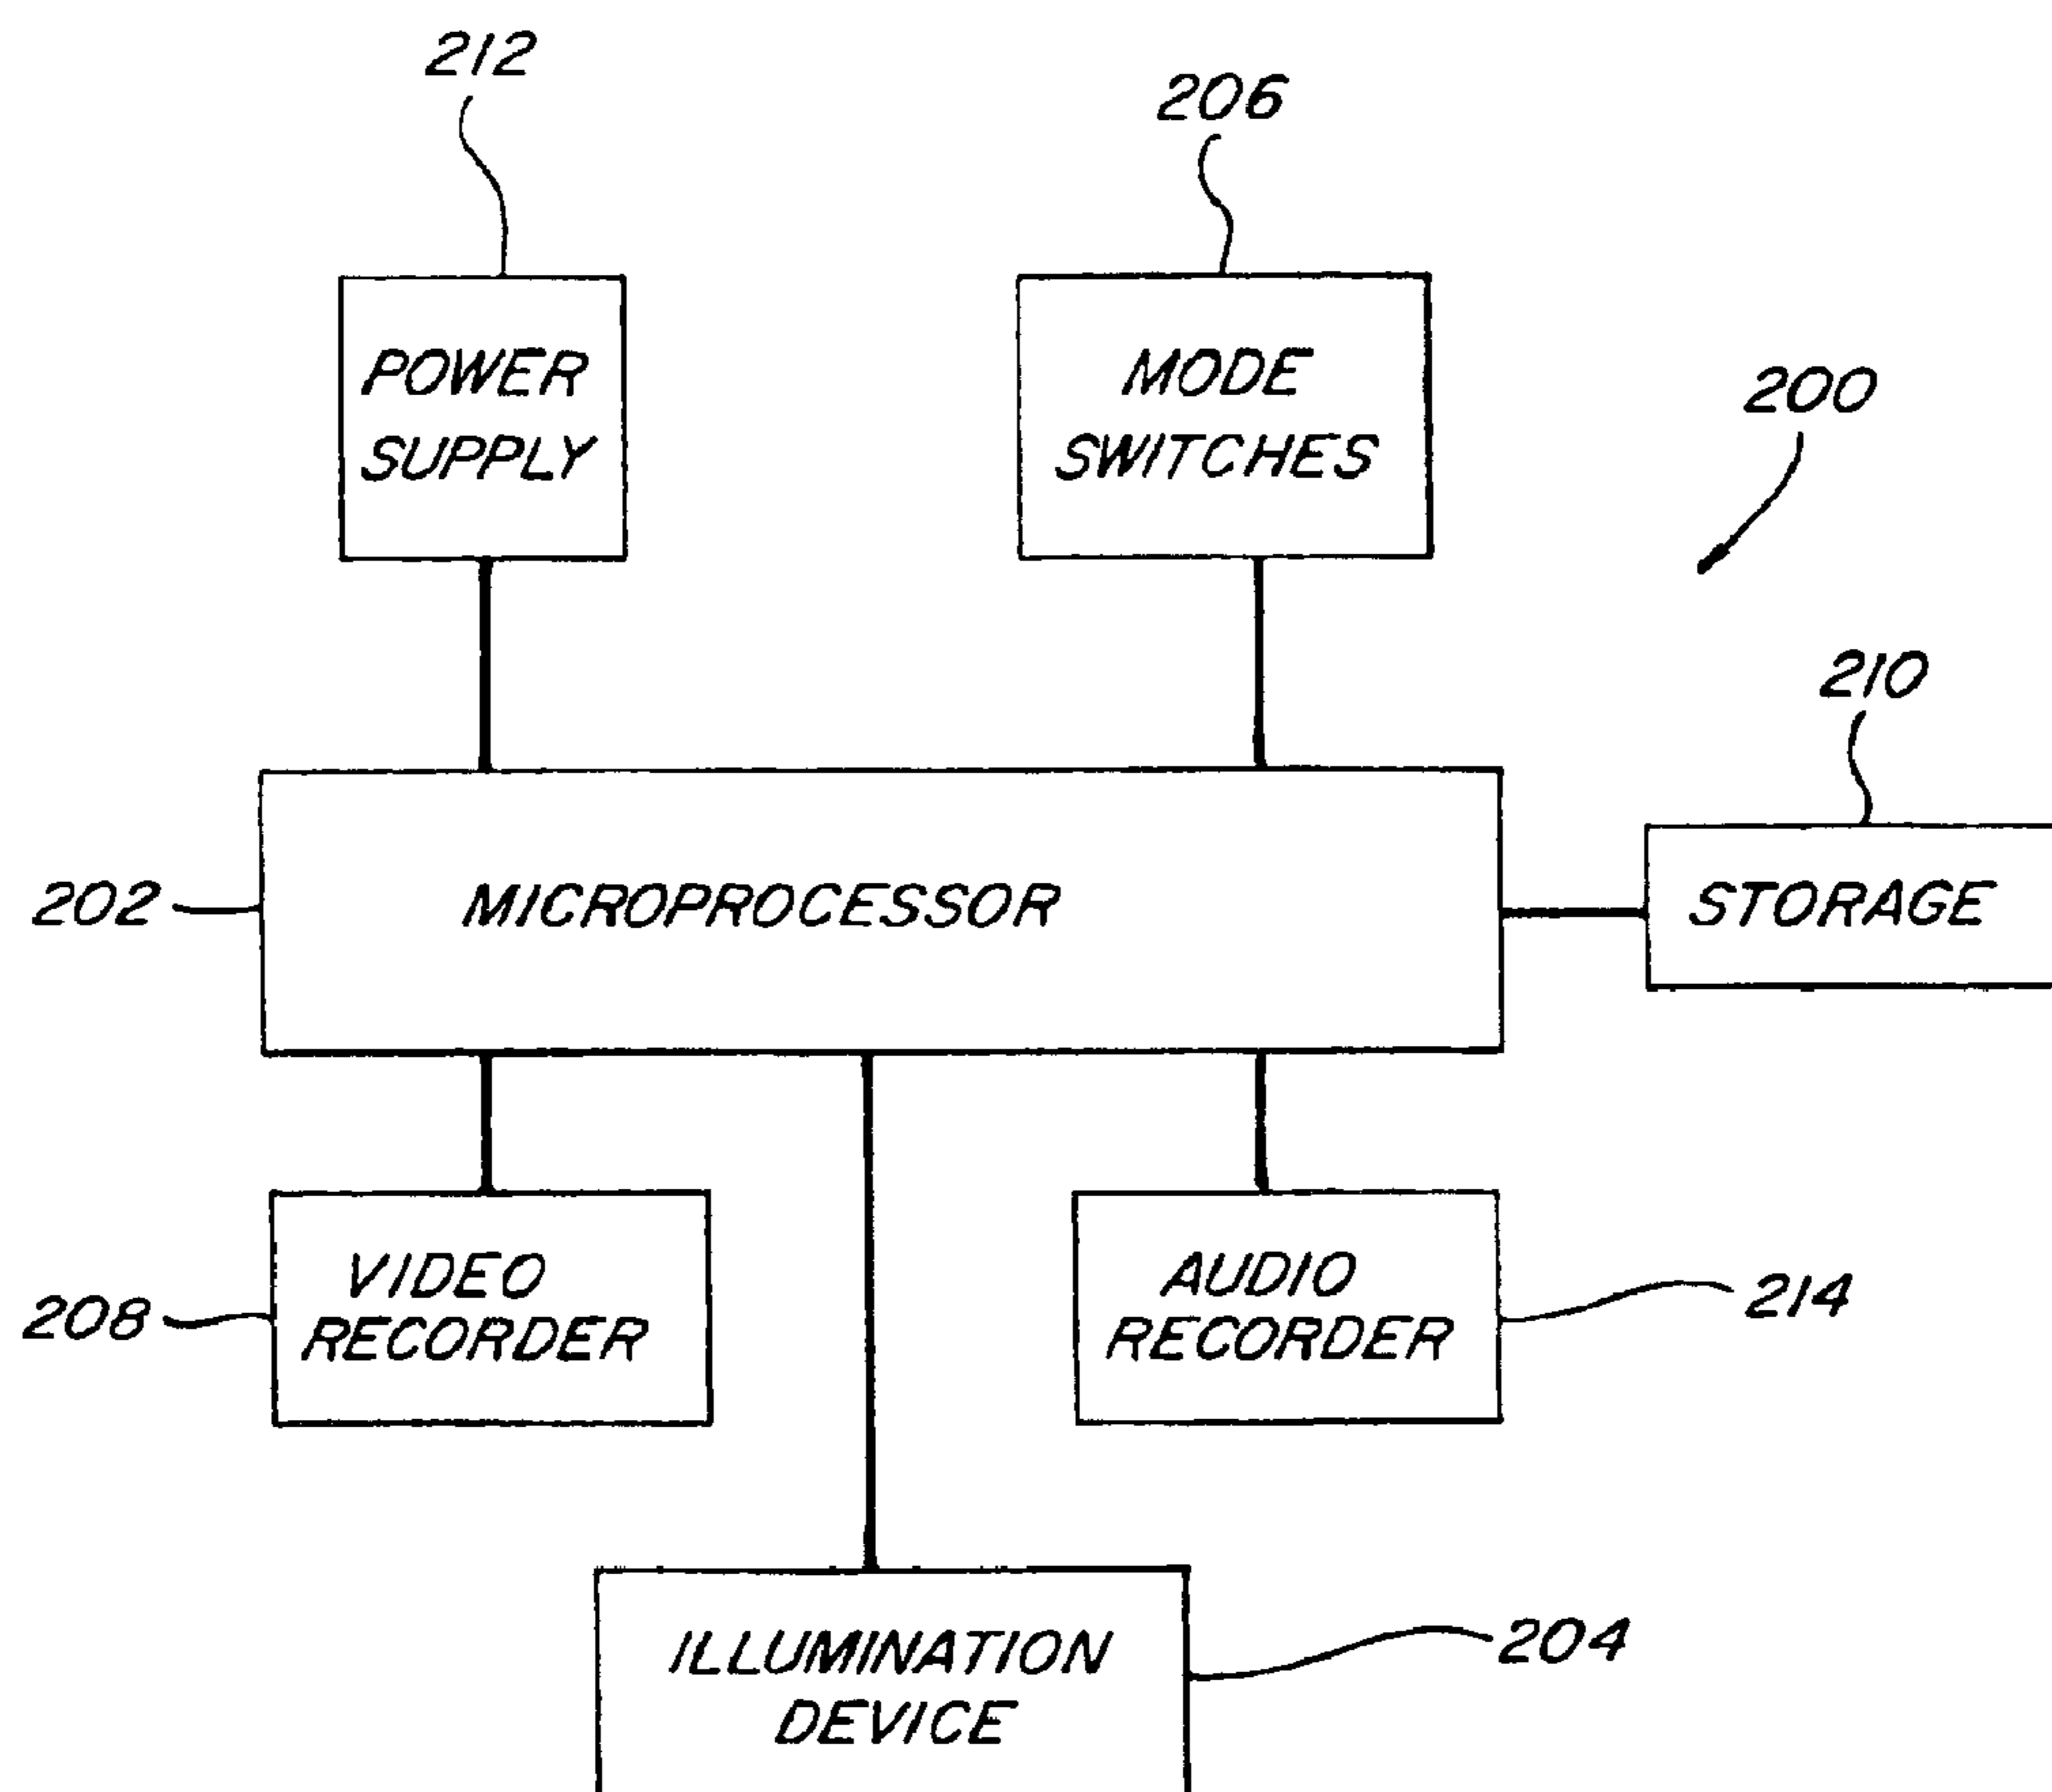 212
206
POWER
SUPPLY
MODE
SWITCHES
200
210
202
MICROPROCESSOR
STORAGE
VIDEO
RECORDER
AUDIO
RECORDER
208
214
ILLUMINATION
DEVICE
204